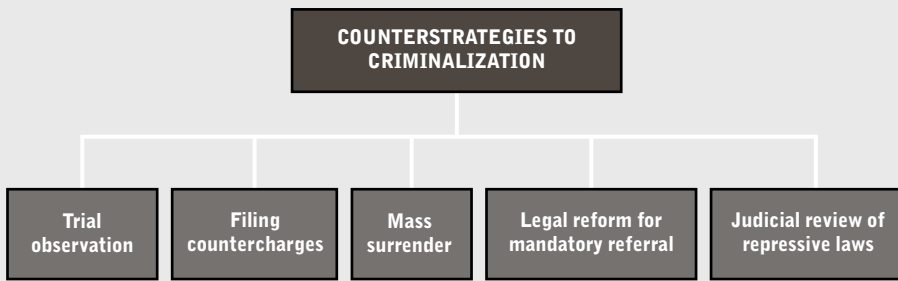 COUNTERSTRATEGIES TO
CRIMINALIZATION
Trial
observation
Filing
countercharges
Mass
surrender
Legal reform for
mandatory referral
Judicial review of
repressive laws